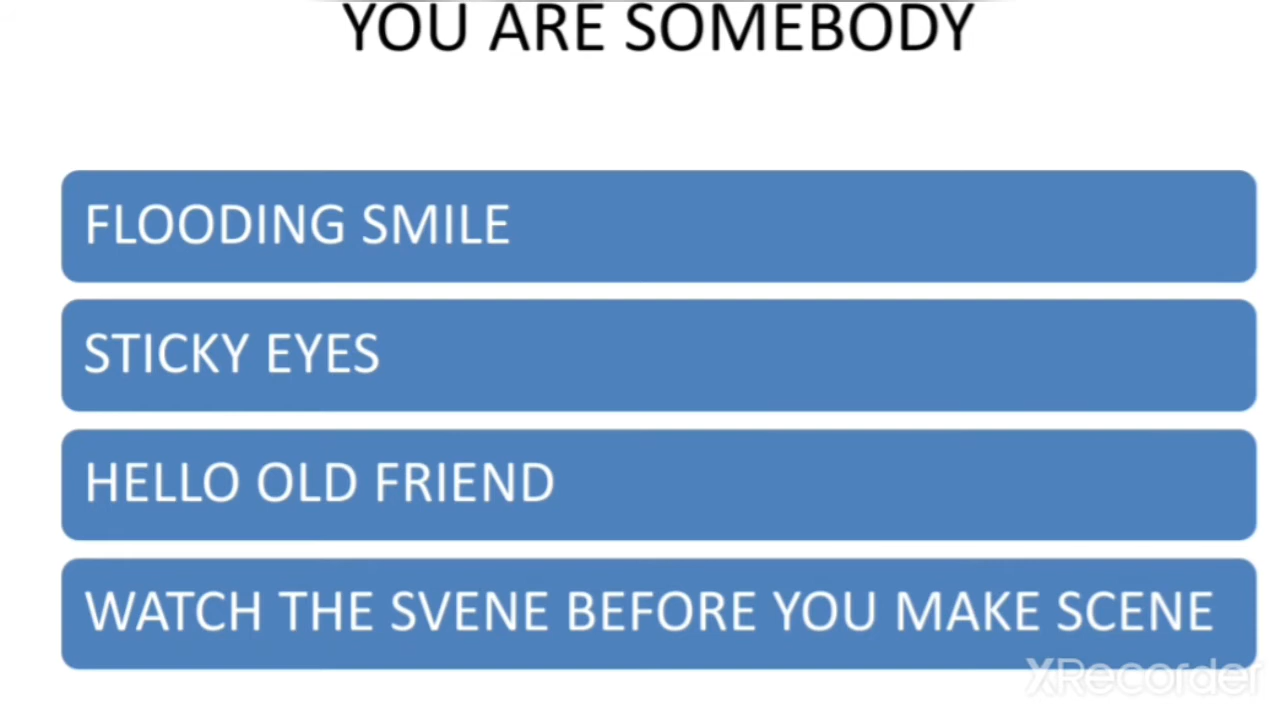 YOU ARE SOMEBODY
FLOODING SMILE
STICKY EYES
HELLO OLD FRIEND
WATCH THE SVENE BEFORE YOU MAKE SCENE
XRecorder